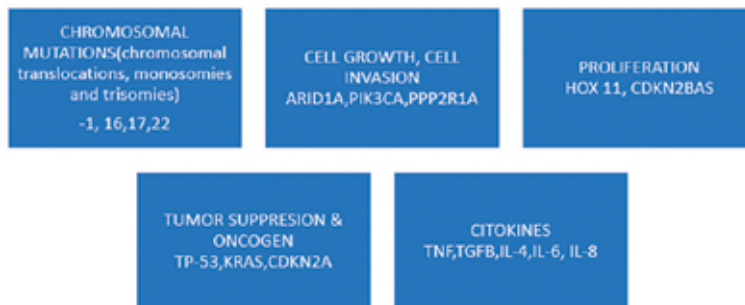 CHROMOSOMAL
MUTATIONS(chromosomal
translocations, monosomies
and trisomies)
-1, 16,17,22
CELL GROWTH, CELL
INVASION
ARID1A,PIK3CA,PPP2R1A
PROLIFERATION
HOX 11, CDKN2BAS
TUMOR SUPPRESION &
ONCOGEN
TP-53,KRAS,CDKN2A
CITOKINES
TNF,TGFB,IL-4,IL-6, IL-8